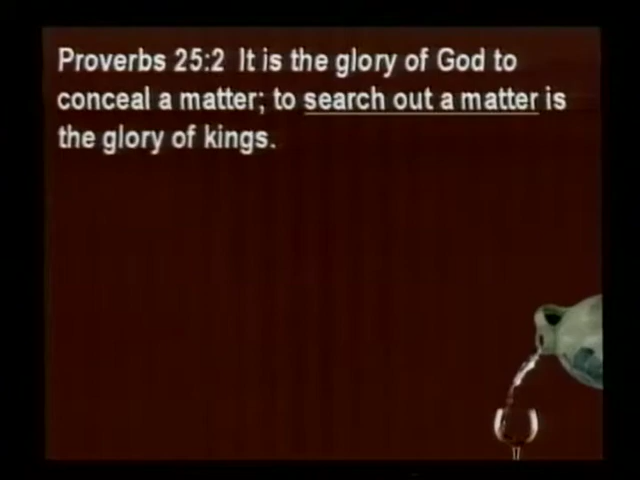 Proverbs 25:2 It is the glory of God to
conceal a matter; to search out a matter is
the glory of kings.